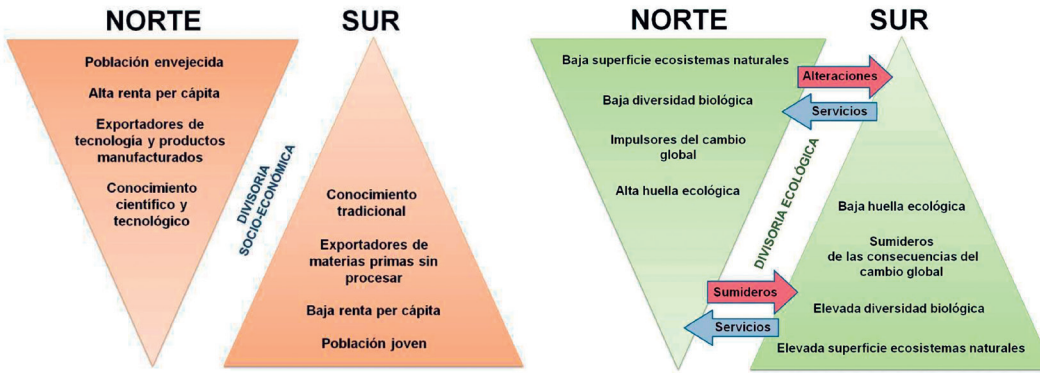 NORTE
SUR
Población envejecida
Alta renta per cápita
Exportadores de
tecnología y productos
manufacturados
Conocimiento
científico y
tecnológico
DIVISORIA
SOCIO-ECONÓMICA
Conocimiento
tradicional
Exportadores de
materias primas sin
procesar
Baja renta per cápita
Población joven
NORTE
SUR
Baja superficie ecosistemas naturales
Baja diversidad biológica
Impulsores del cambio
global
Alta huella ecológica
Alteraciones
Servicios
DIVISORIA ECOLÓGICA
Baja huella ecológica
Sumideros
de las consecuencias del
cambio global
Elevada diversidad biológica
Elevada superficie ecosistemas naturales
Sumideros
Servicios